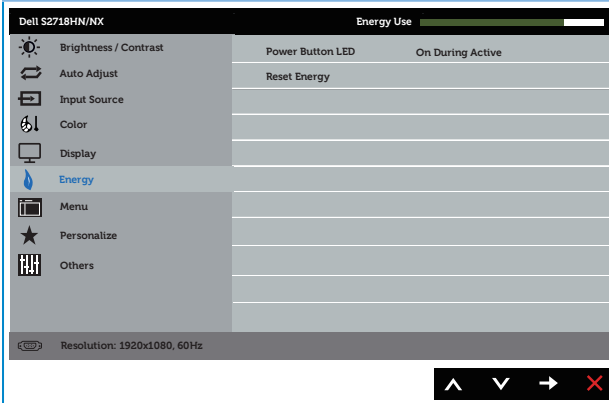 Dell S2718HN/NX Energy Use
Brightness / Contrast Power Button LED On During Active
Auto Adjust Reset Energy
Input Source
Color
Display
Energy
Menu
Personalize
Others
Resolution: 1920x1080, 60Hz